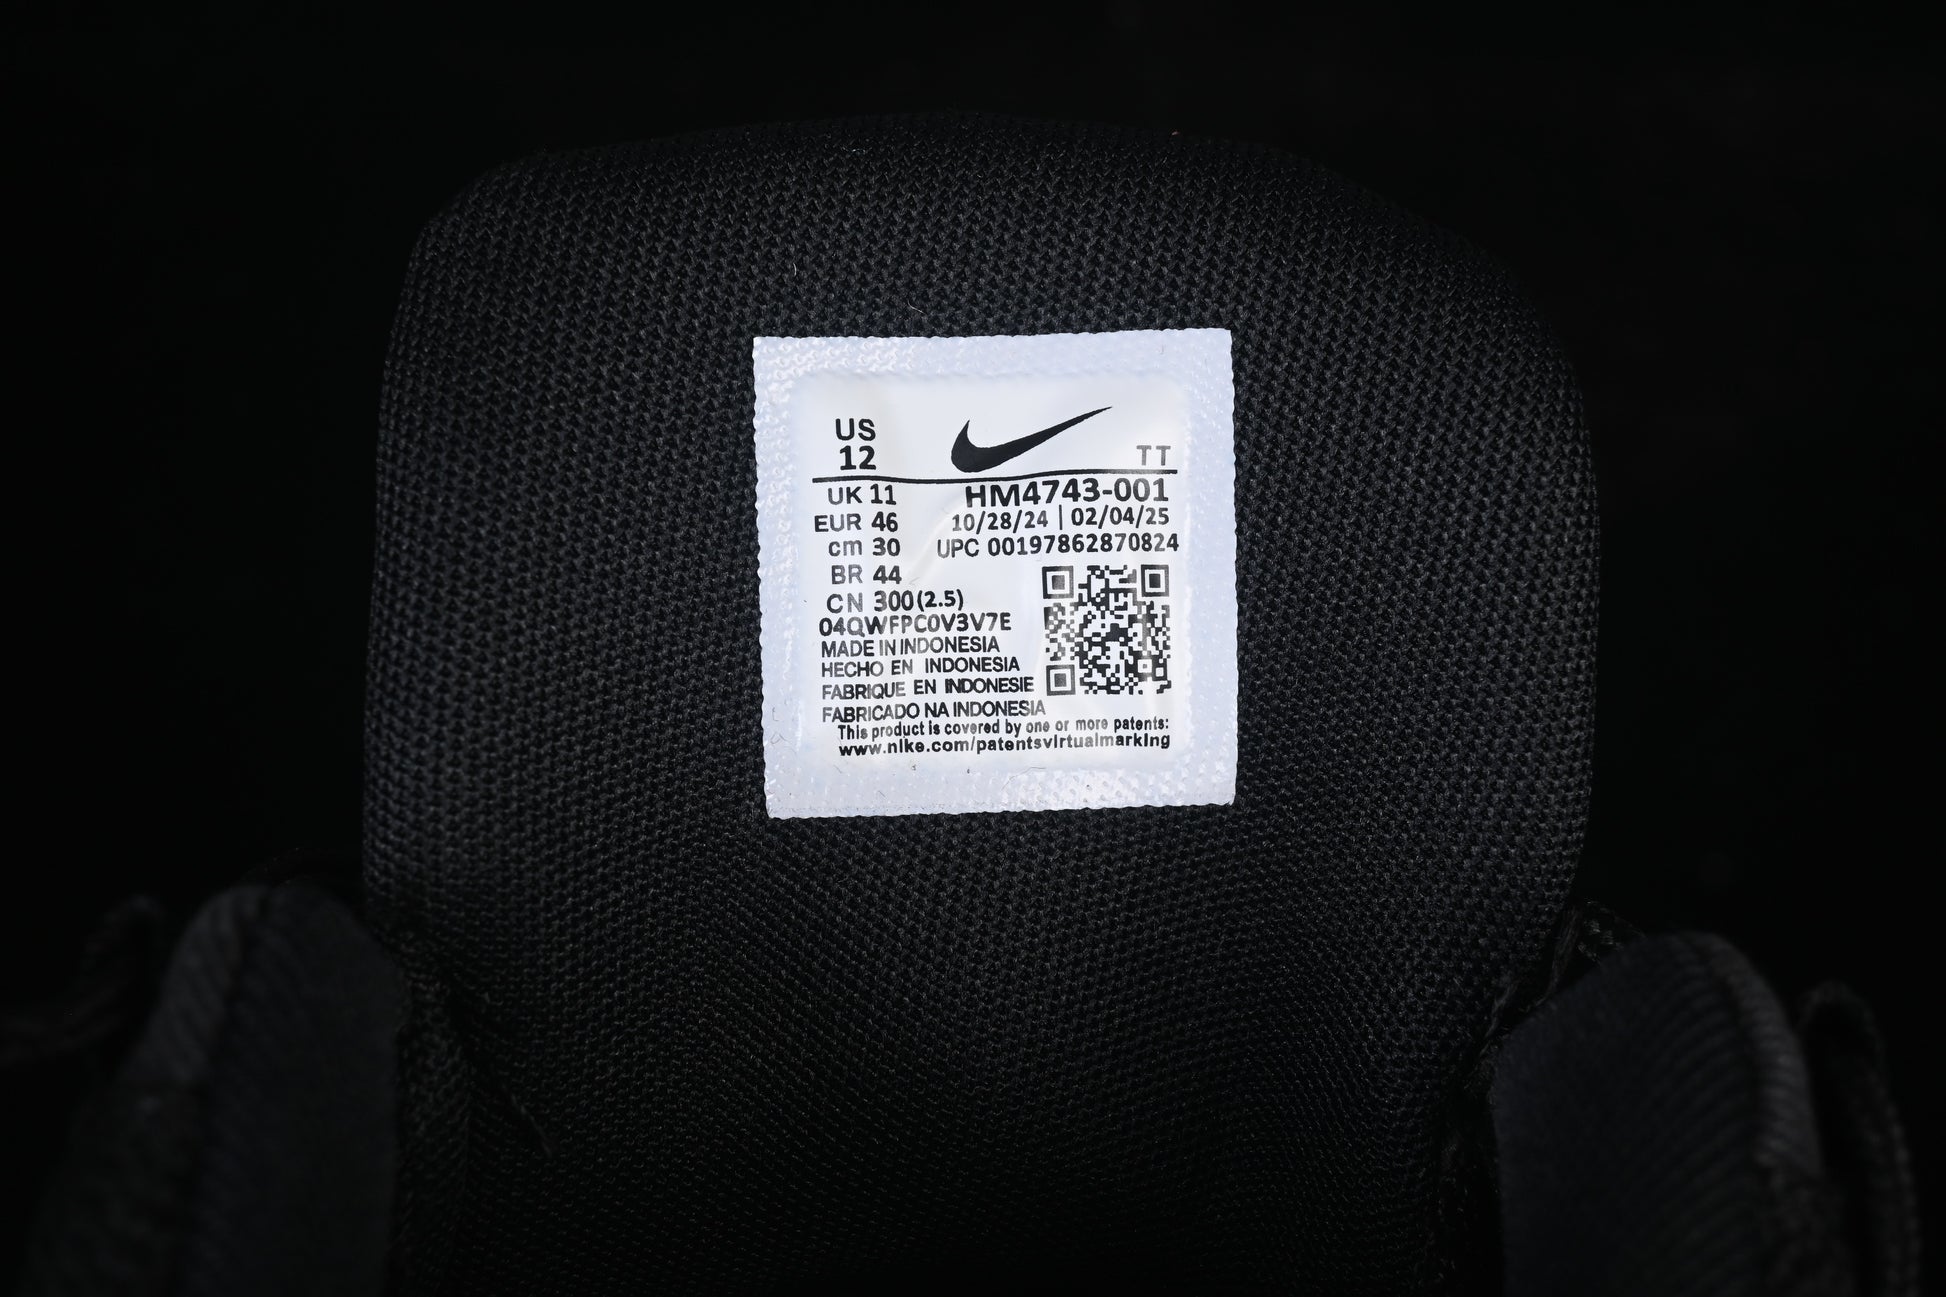 US
12
TT
UK 11
HM4743-001
EUR 46
10/28/24 | 02/04/25
cm 30
UPC 00197862870824
BR 44
CN 300(2.5)
04QWFPC0V3V7E
MADE IN INDONESIA
HECHO EN INDONESIA
FABRIQUE EN INDONESIE
FABRICADO NA INDONESIA
This product is covered by one or more patents:
www.nike.com/patentsvirtualmarking